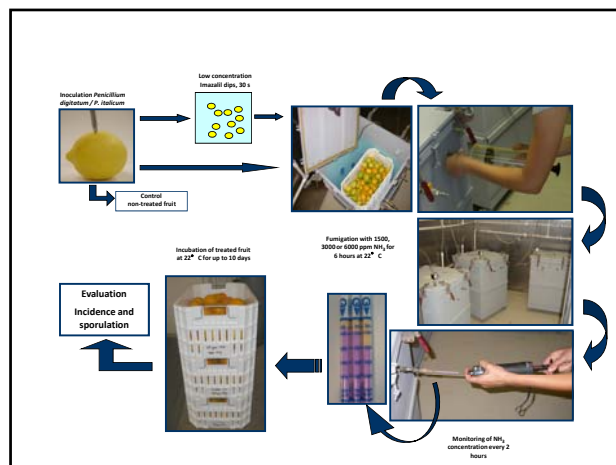 Low concentration
Imazalil dips, 30 s
Inoculation Penicillium
digitatum / P. italicum
Control
non-treated fruit
Incubation of treated fruit
at 22° C for up to 10 days
Fumigation with 1500,
3000 or 6000 ppm NH3 for
6 hours at 22° C
Evaluation
Incidence and
sporulation
Monitoring of NH3
concentration every 2
hours